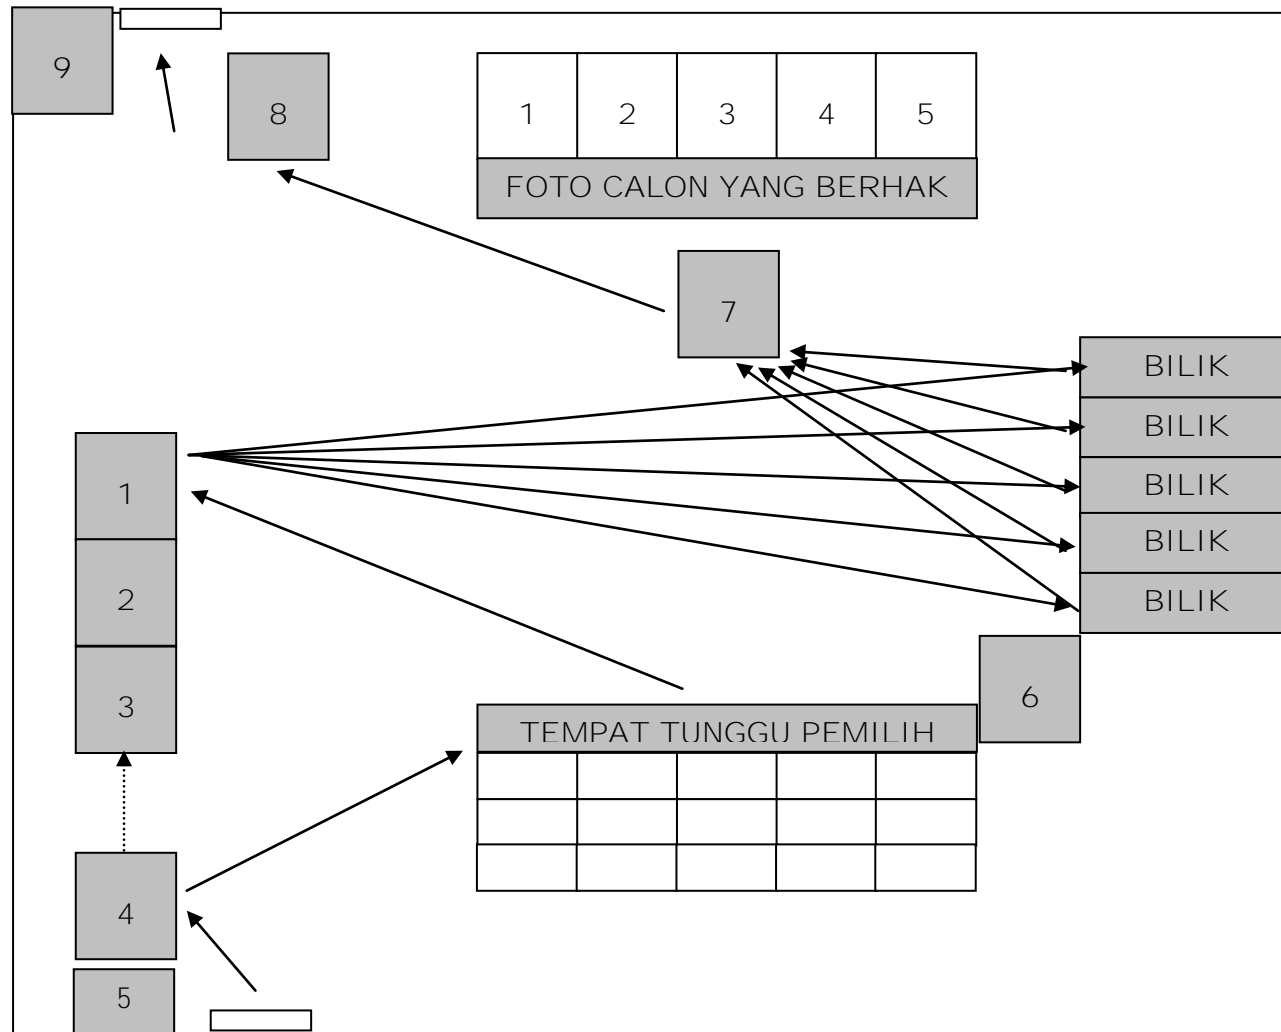 9
8
1 2 3 4 5
FOTO CALON YANG BERHAK
7
BILIK
BILIK
BILIK
BILIK
BILIK
1
2
3
6
TEMPAT TUNGGU PEMILIH
4
5